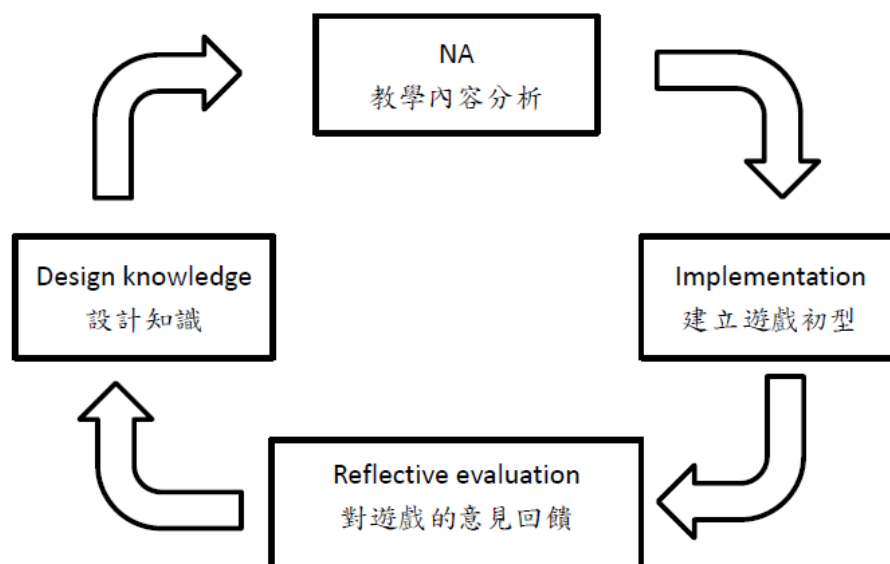 NA
教學內容分析
Design knowledge
設計知識
Implementation
建立遊戲初型
Reflective evaluation
對遊戲的意見回饋